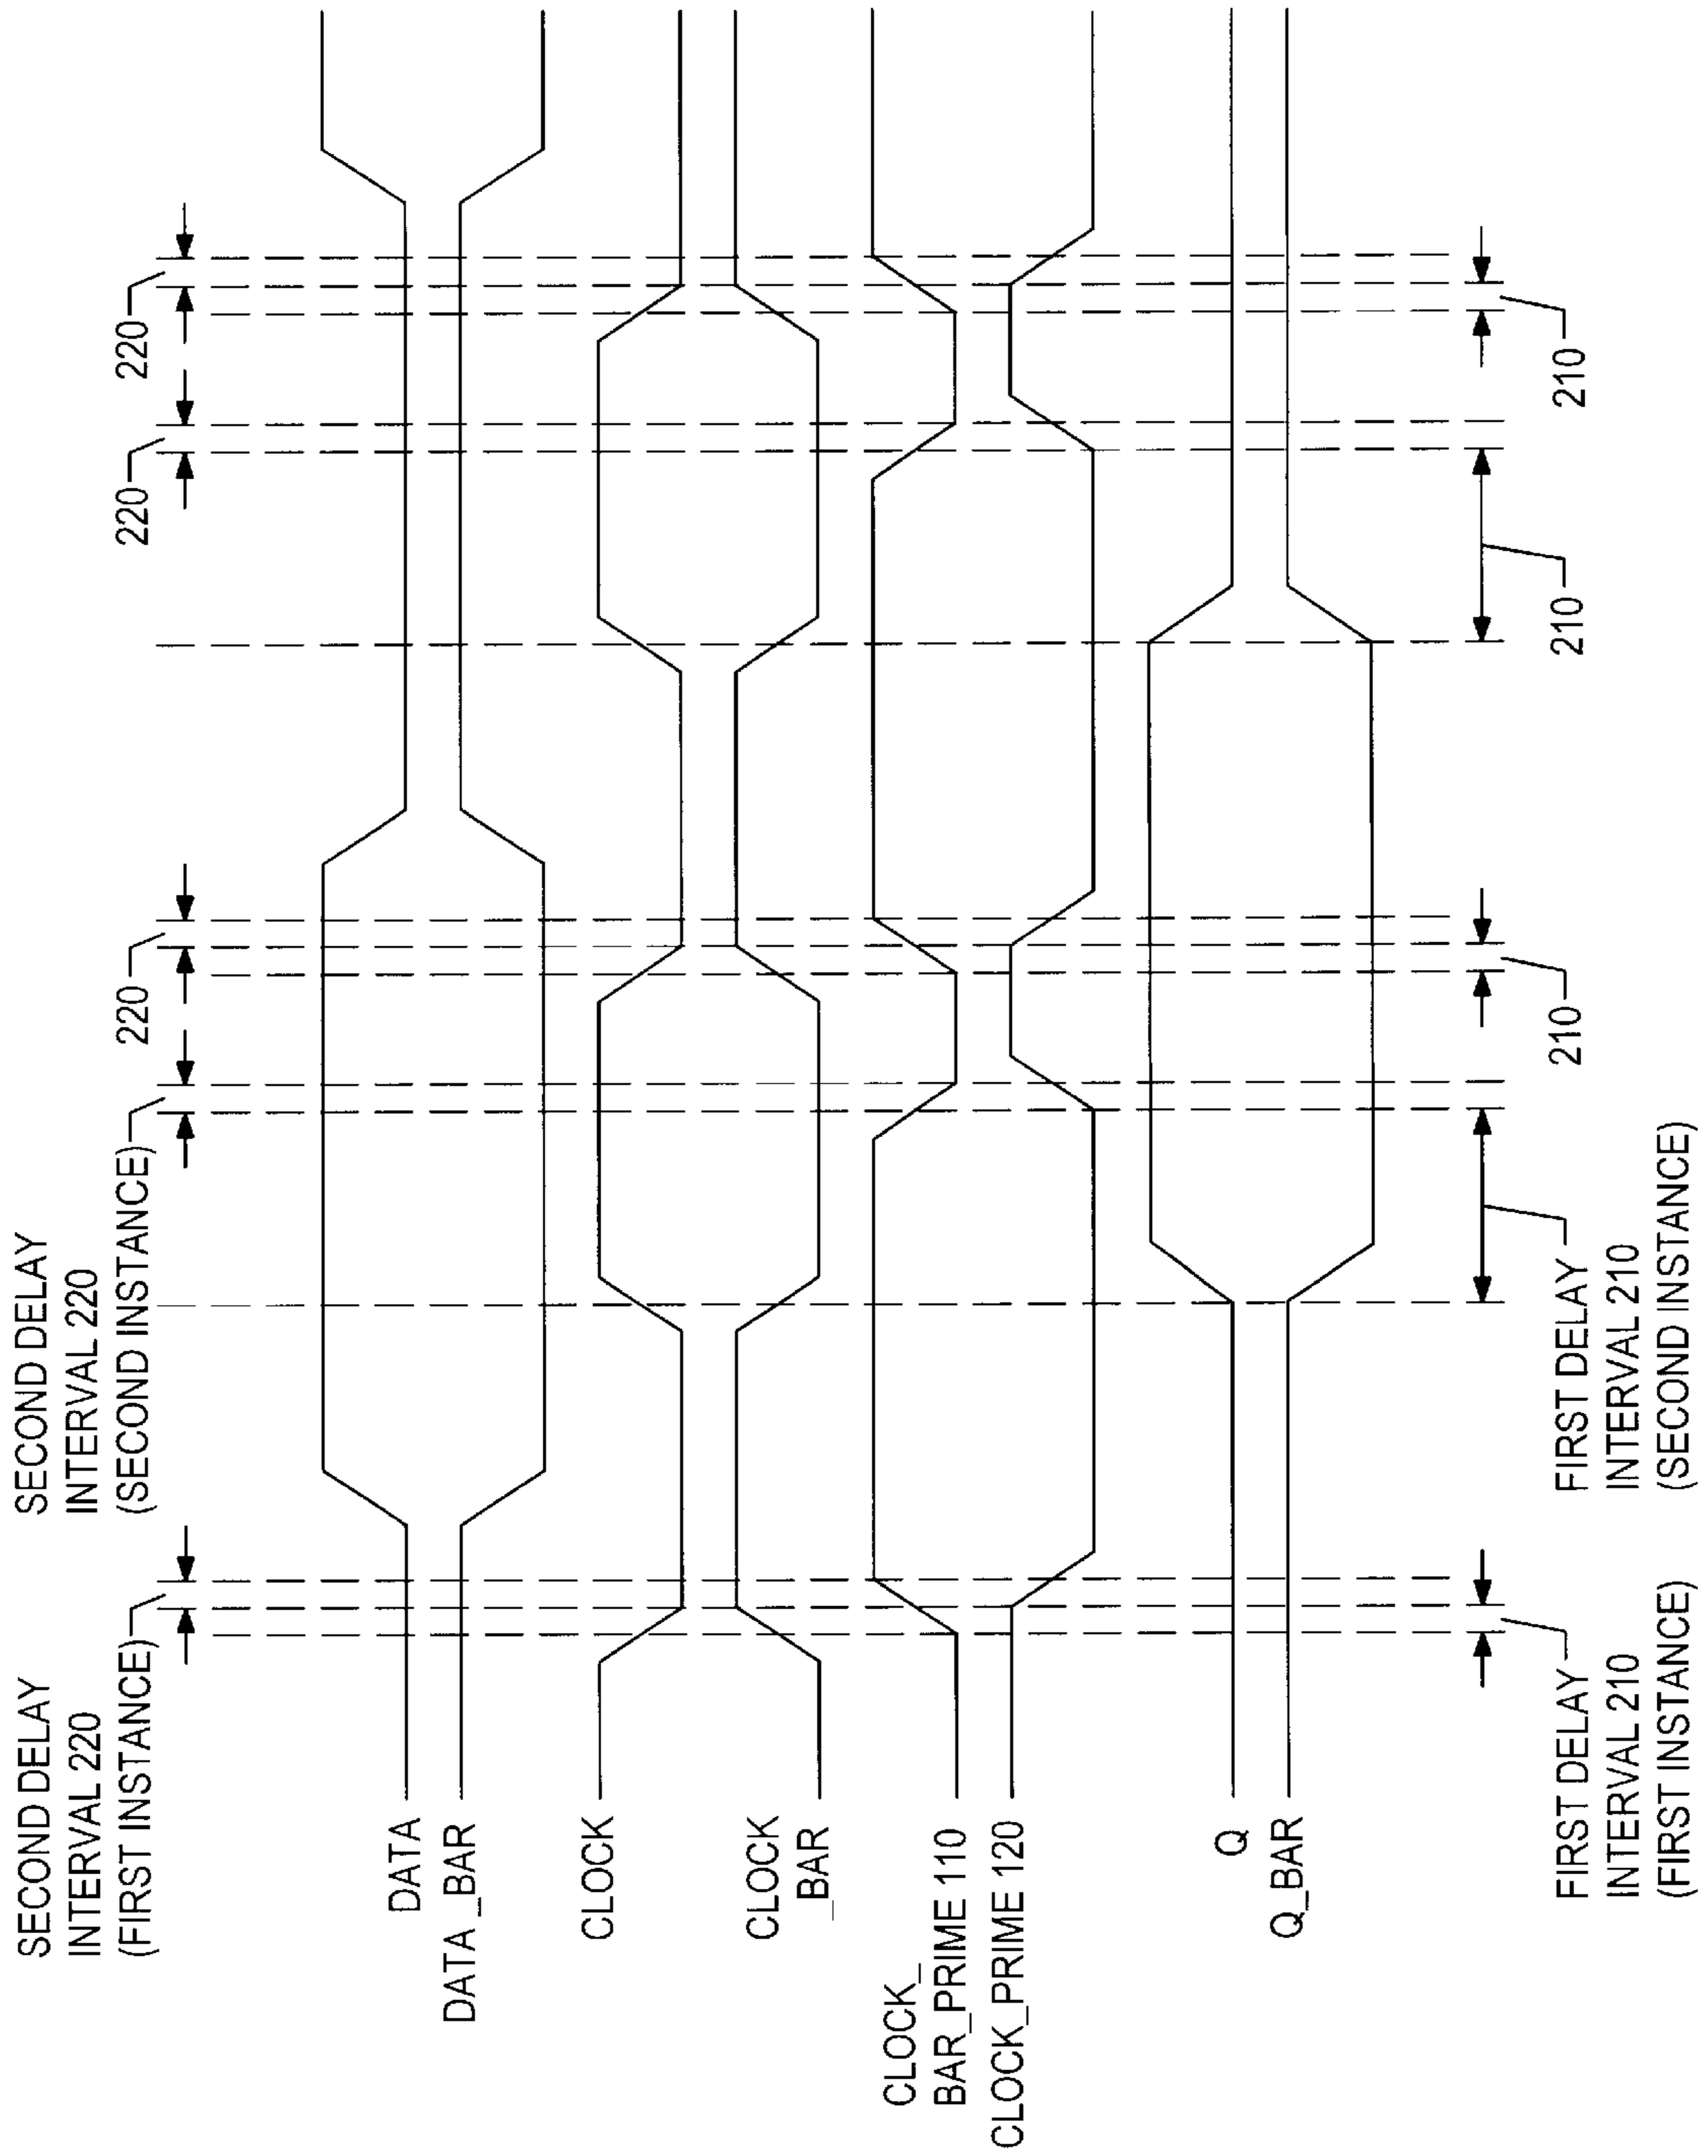 SECOND DELAY
INTERVAL 220
(FIRST INSTANCE)
SECOND DELAY
INTERVAL 220
(SECOND INSTANCE)
220
220
220
DATA
DATA_BAR
CLOCK
CLOCK
_BAR
CLOCK_
BAR_PRIME 110
CLOCK_PRIME 120
Q
Q_BAR
FIRST DELAY
INTERVAL 210
(FIRST INSTANCE)
FIRST DELAY
INTERVAL 210
(SECOND INSTANCE)
210
210
210